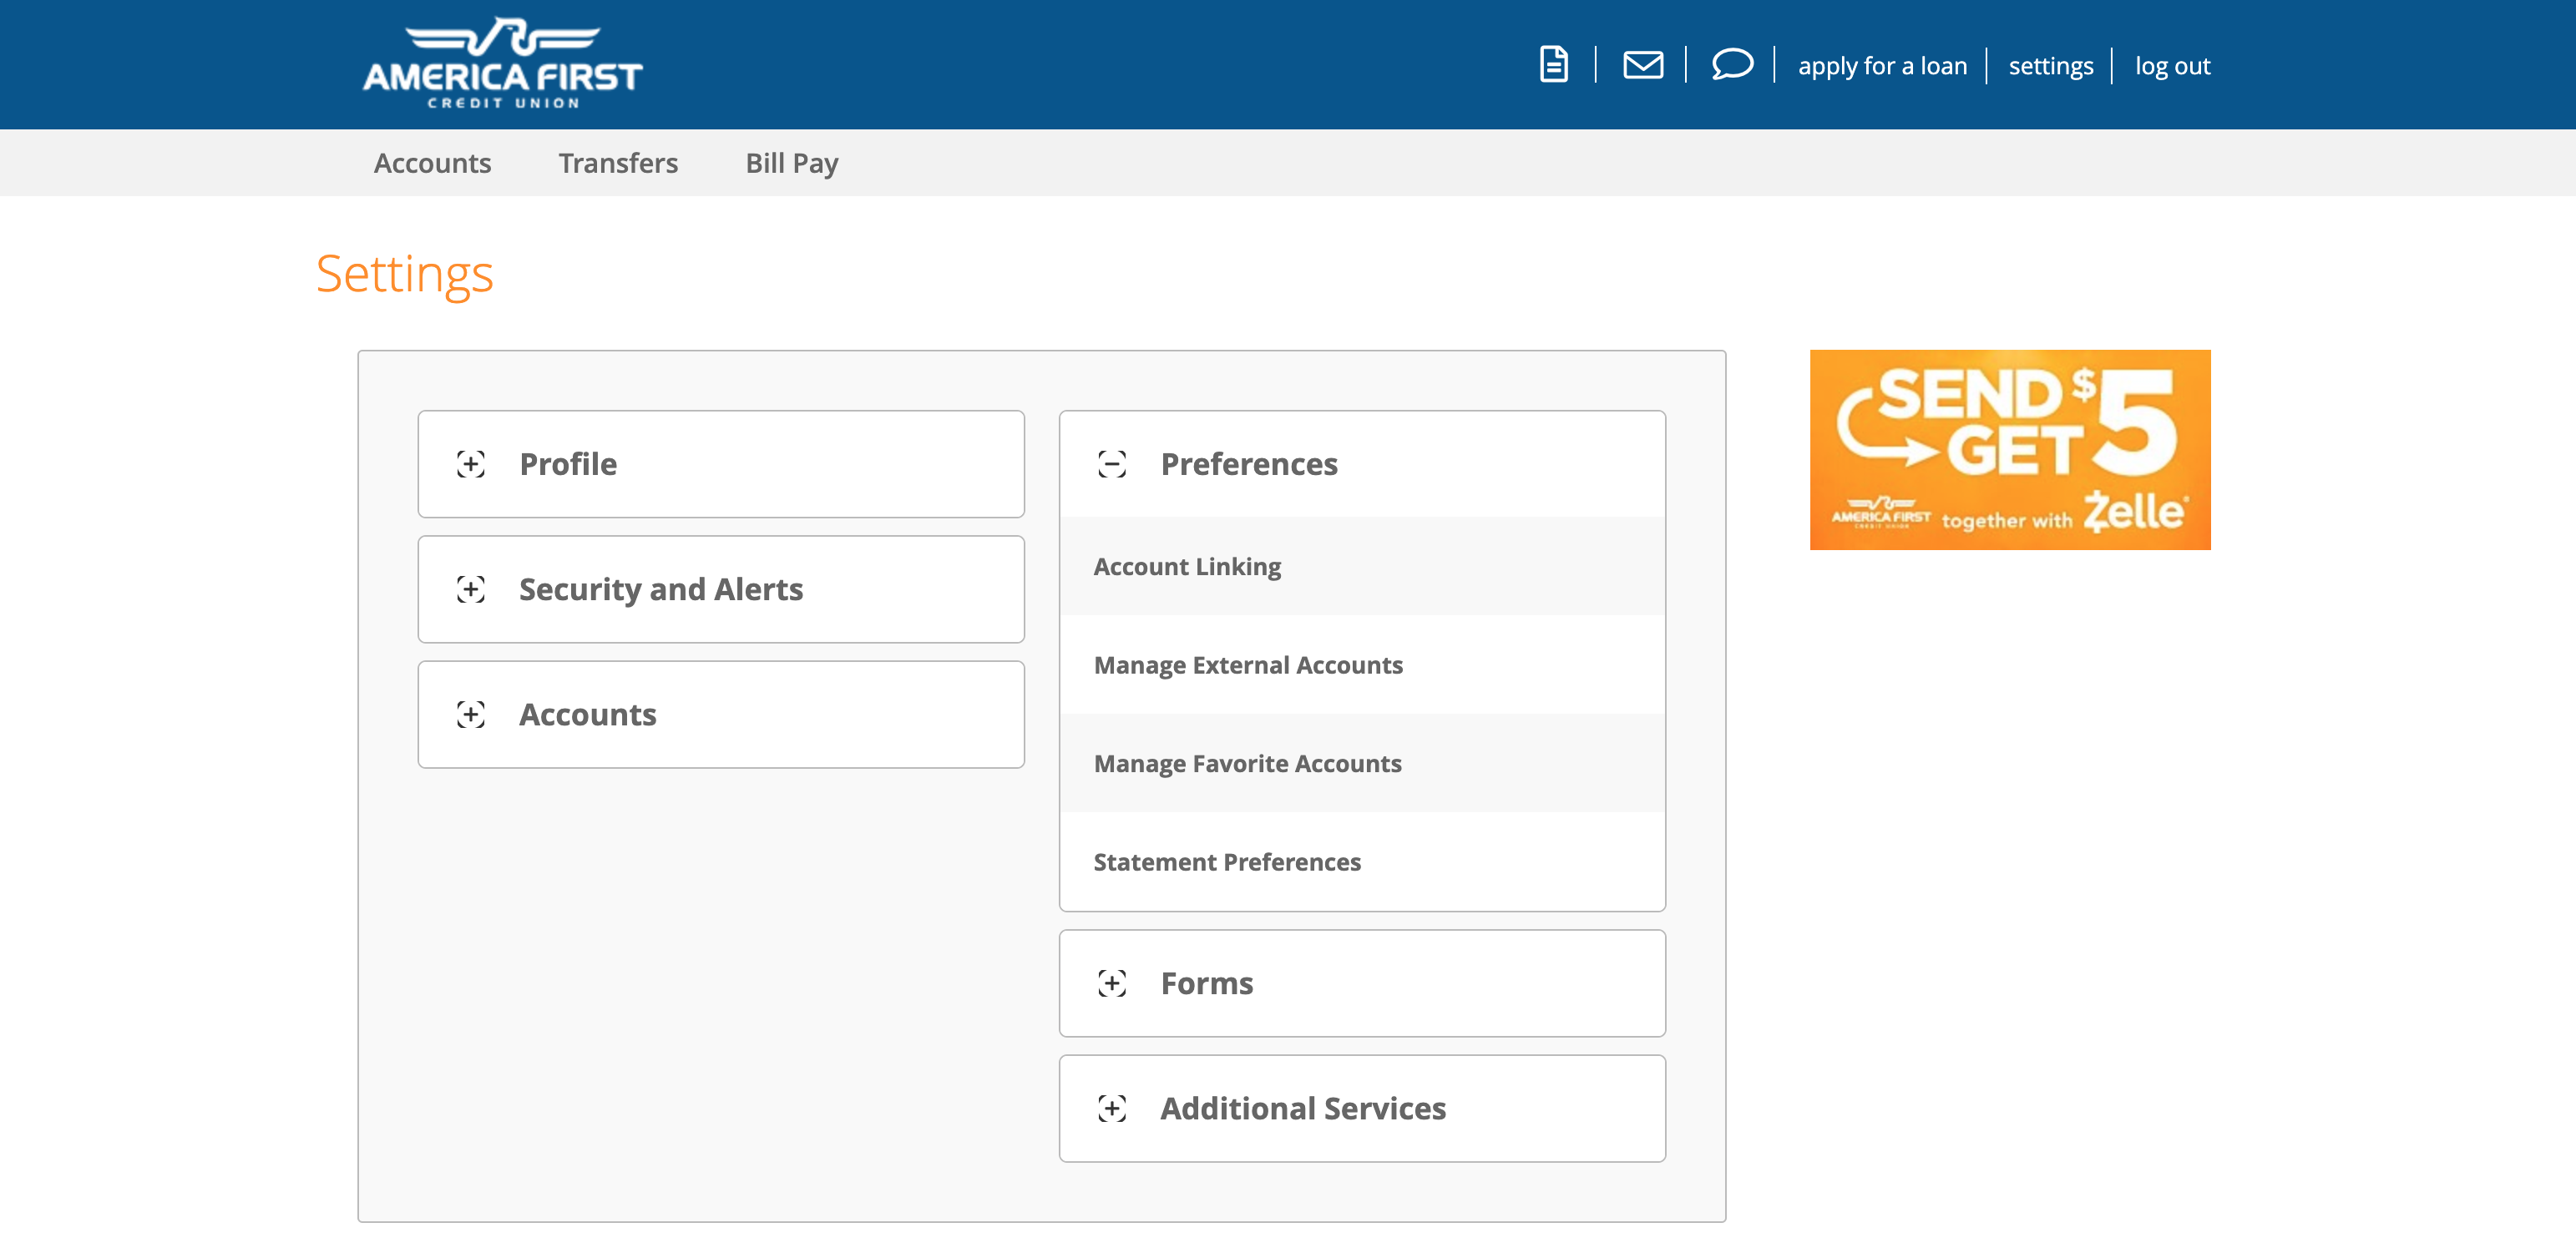 AMERICA FIRST
CREDIT UNION
apply for a loan
settings
log out
Accounts
Transfers
Bill Pay
Settings
Profile
Security and Alerts
Accounts
Preferences
Account Linking
Manage External Accounts
Manage Favorite Accounts
Statement Preferences
Forms
Additional Services
SEND $5
GET
AMERICA FIRST
CREDIT UNION
together with Zelle®